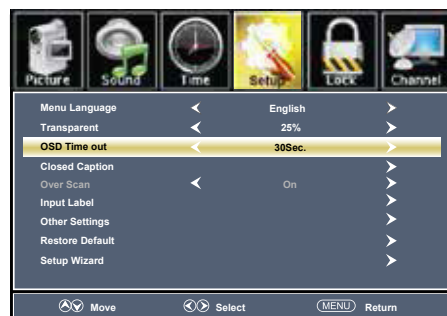 Picture Sound Time Setup Lock Channel
Menu Language English
Transparent 25%
OSD Time out 30Sec.
Closed Caption
Over Scan On
Input Label
Other Settings
Restore Default
Setup Wizard
Move Select MENU Return